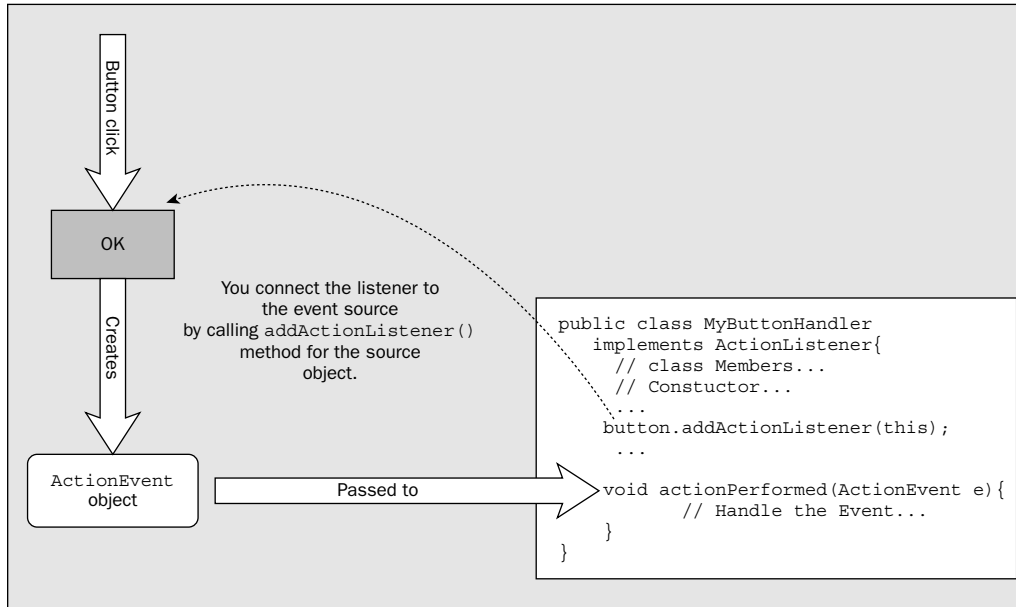 Button click
OK
Creates
ActionEvent
object
You connect the listener to
the event source
by calling addActionListener()
method for the source
object.
Passed to
public class MyButtonHandler
implements ActionListener{
// class Members...
// Constuctor...
...
button.addActionListener(this);
...
void actionPerformed(ActionEvent e){
// Handle the Event...
}
}